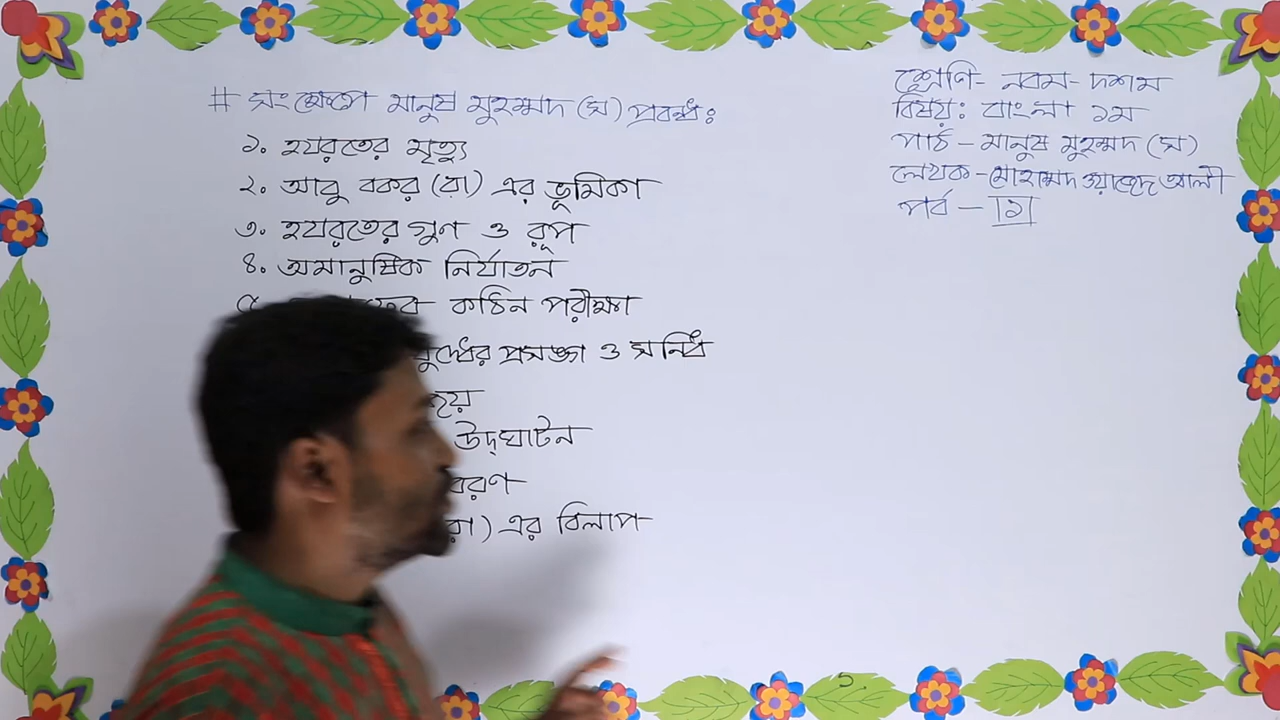 # সংক্ষেপে মানুষ মুহম্মদ (স) প্রবন্ধঃ
১. হযরতের মৃত্যু
২. আবু বকর (রা) এর ভূমিকা
৩. হযরতের গুণ ও রূপ
৪. অমানুষিক নির্যাতন
৫. কঠিন পরীক্ষা
যুদ্ধের প্রসঙ্গ ও সন্ধি
উদ্‌ঘাটন
রা) এর বিলাপ
শ্রেণি - নবম - দশম
বিষয়ঃ বাংলা ১ম
পাঠ - মানুষ মুহম্মদ (স)
লেখক - মোহাম্মদ ওয়াজেদ আলী
পর্ব - ১